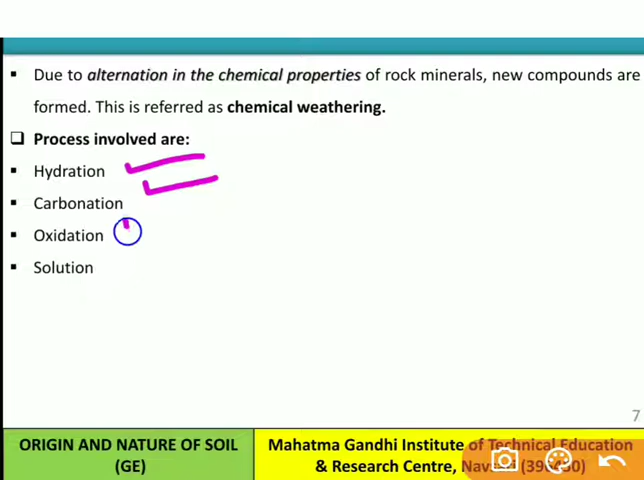 Due to alternation in the chemical properties of rock minerals, new compounds are
formed. This is referred as chemical weathering.
Process involved are:
Hydration
Carbonation
Oxidation
Solution
7
ORIGIN AND NATURE OF SOIL
(GE)
Mahatma Gandhi Institute of Technical Education
& Research Centre,